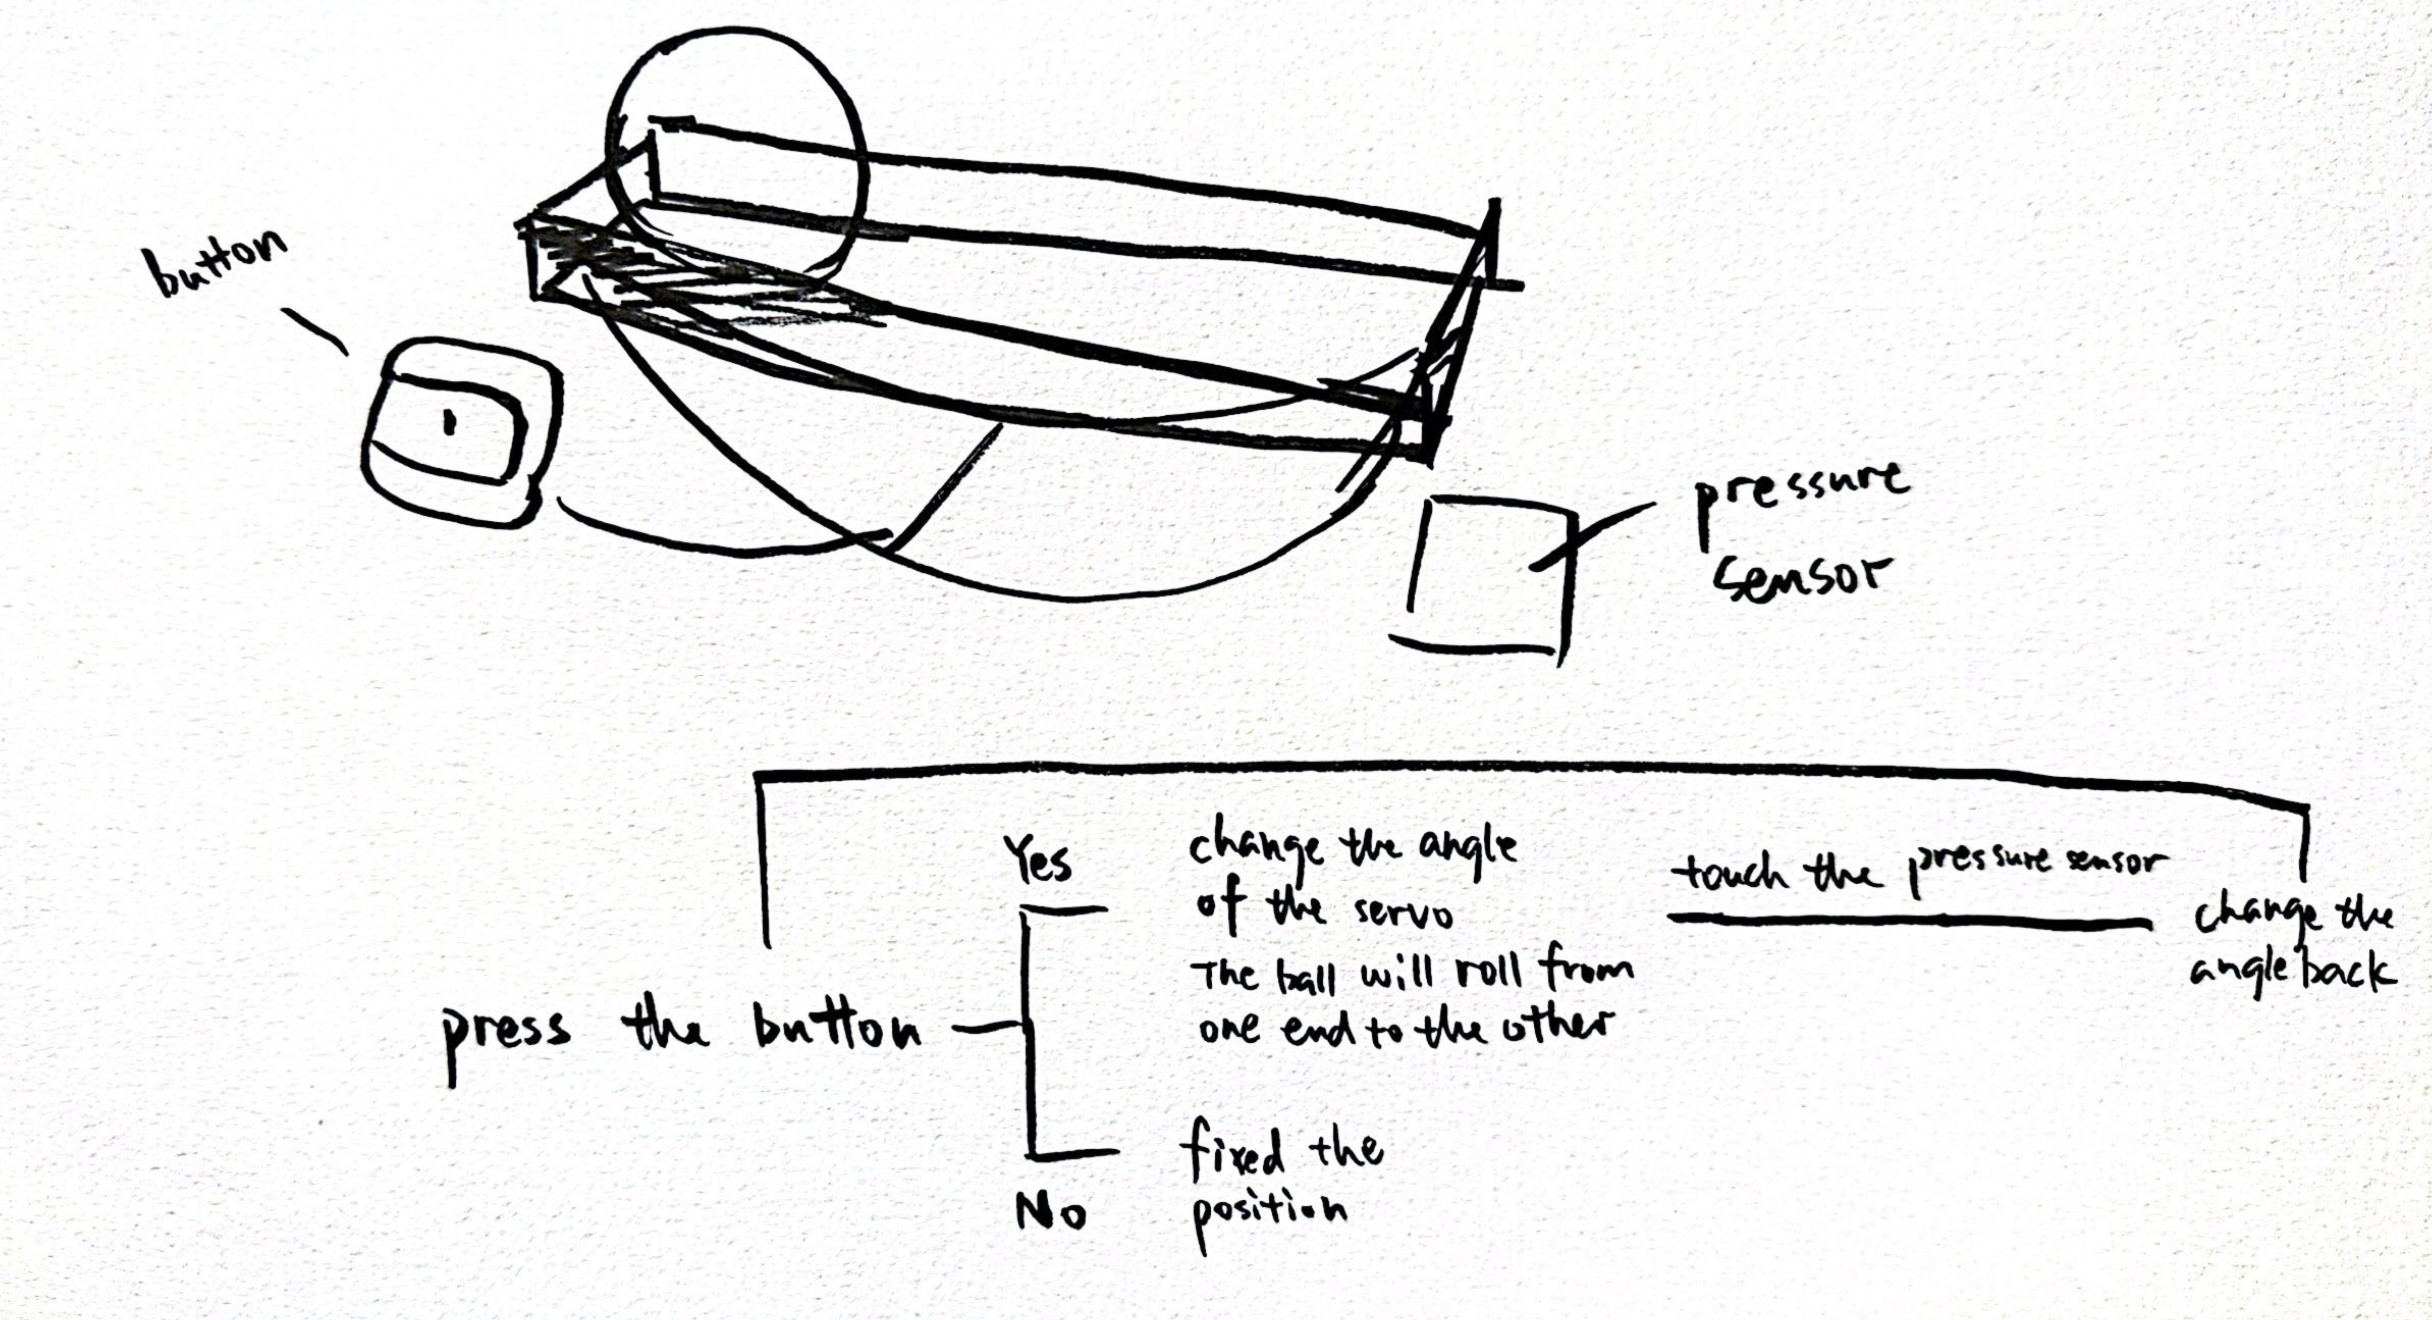 button
pressure
sensor
Yes
change the angle
of the servo
The ball will roll from
one end to the other
touch the pressure sensor
change the
angle back
press the button
fixed the
position
No